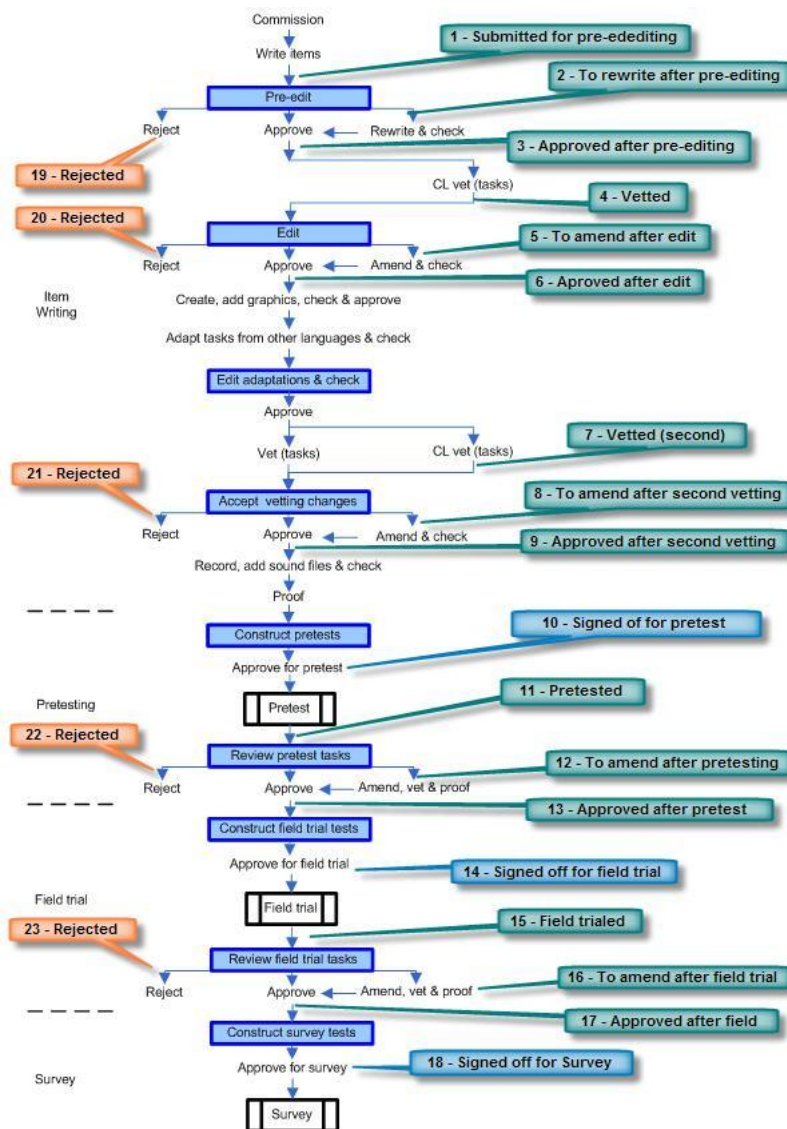 Commission
1 - Submitted for pre-edediting
Write items
2 - To rewrite after pre-editing
Pre-edit
Reject
Approve
Rewrite & check
3 - Approved after pre-editing
19 - Rejected
CL vet (tasks)
4 - Vetted
20 - Rejected
Edit
5 - To amend after edit
Reject
Approve
Amend & check
6 - Aproved after edit
Item
Writing
Create, add graphics, check & approve
Adapt tasks from other languages & check
Edit adaptations & check
Approve
7 - Vetted (second)
Vet (tasks)
CL vet (tasks)
21 - Rejected
Accept vetting changes
8 - To amend after second vetting
Reject
Approve
Amend & check
9 - Approved after second vetting
Record, add sound files & check
Proof
Construct pretests
10 - Signed of for pretest
Approve for pretest
11 - Pretested
Pretesting
Pretest
22 - Rejected
Review pretest tasks
12 - To amend after pretesting
Reject
Approve
Amend, vet & proof
13 - Approved after pretest
Construct field trial tests
Approve for field trial
14 - Signed off for field trial
Field trial
Field trial
15 - Field trialed
23 - Rejected
Review field trial tasks
16 - To amend after field trial
Reject
Approve
Amend, vet & proof
17 - Approved after field
Construct survey tests
Approve for survey
18 - Signed off for Survey
Survey
Survey